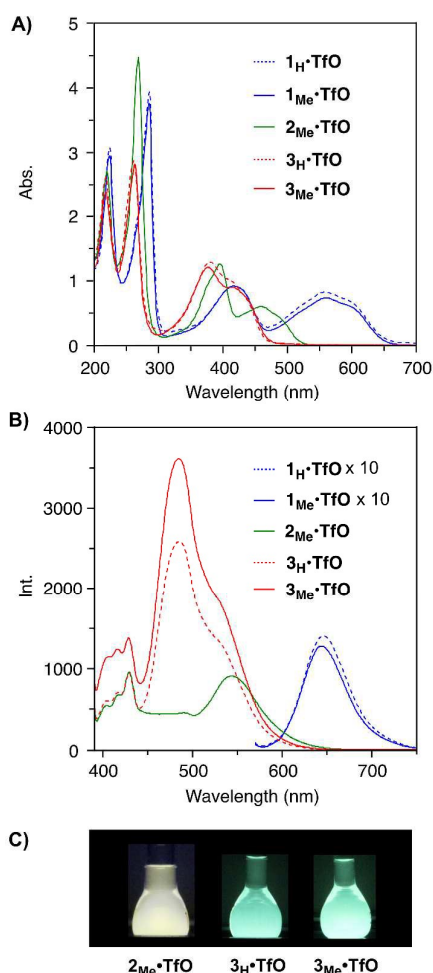 A)
5
4
3
2
1
0
Abs.
1H•TfO
1Me•TfO
2Me•TfO
3H•TfO
3Me•TfO
200 300 400 500 600 700
Wavelength (nm)
B)
4000
3000
2000
1000
0
Int.
1H•TfO x 10
1Me•TfO x 10
2Me•TfO
3H•TfO
3Me•TfO
400 500 600 700
Wavelength (nm)
C)
2Me•TfO 3H•TfO 3Me•TfO